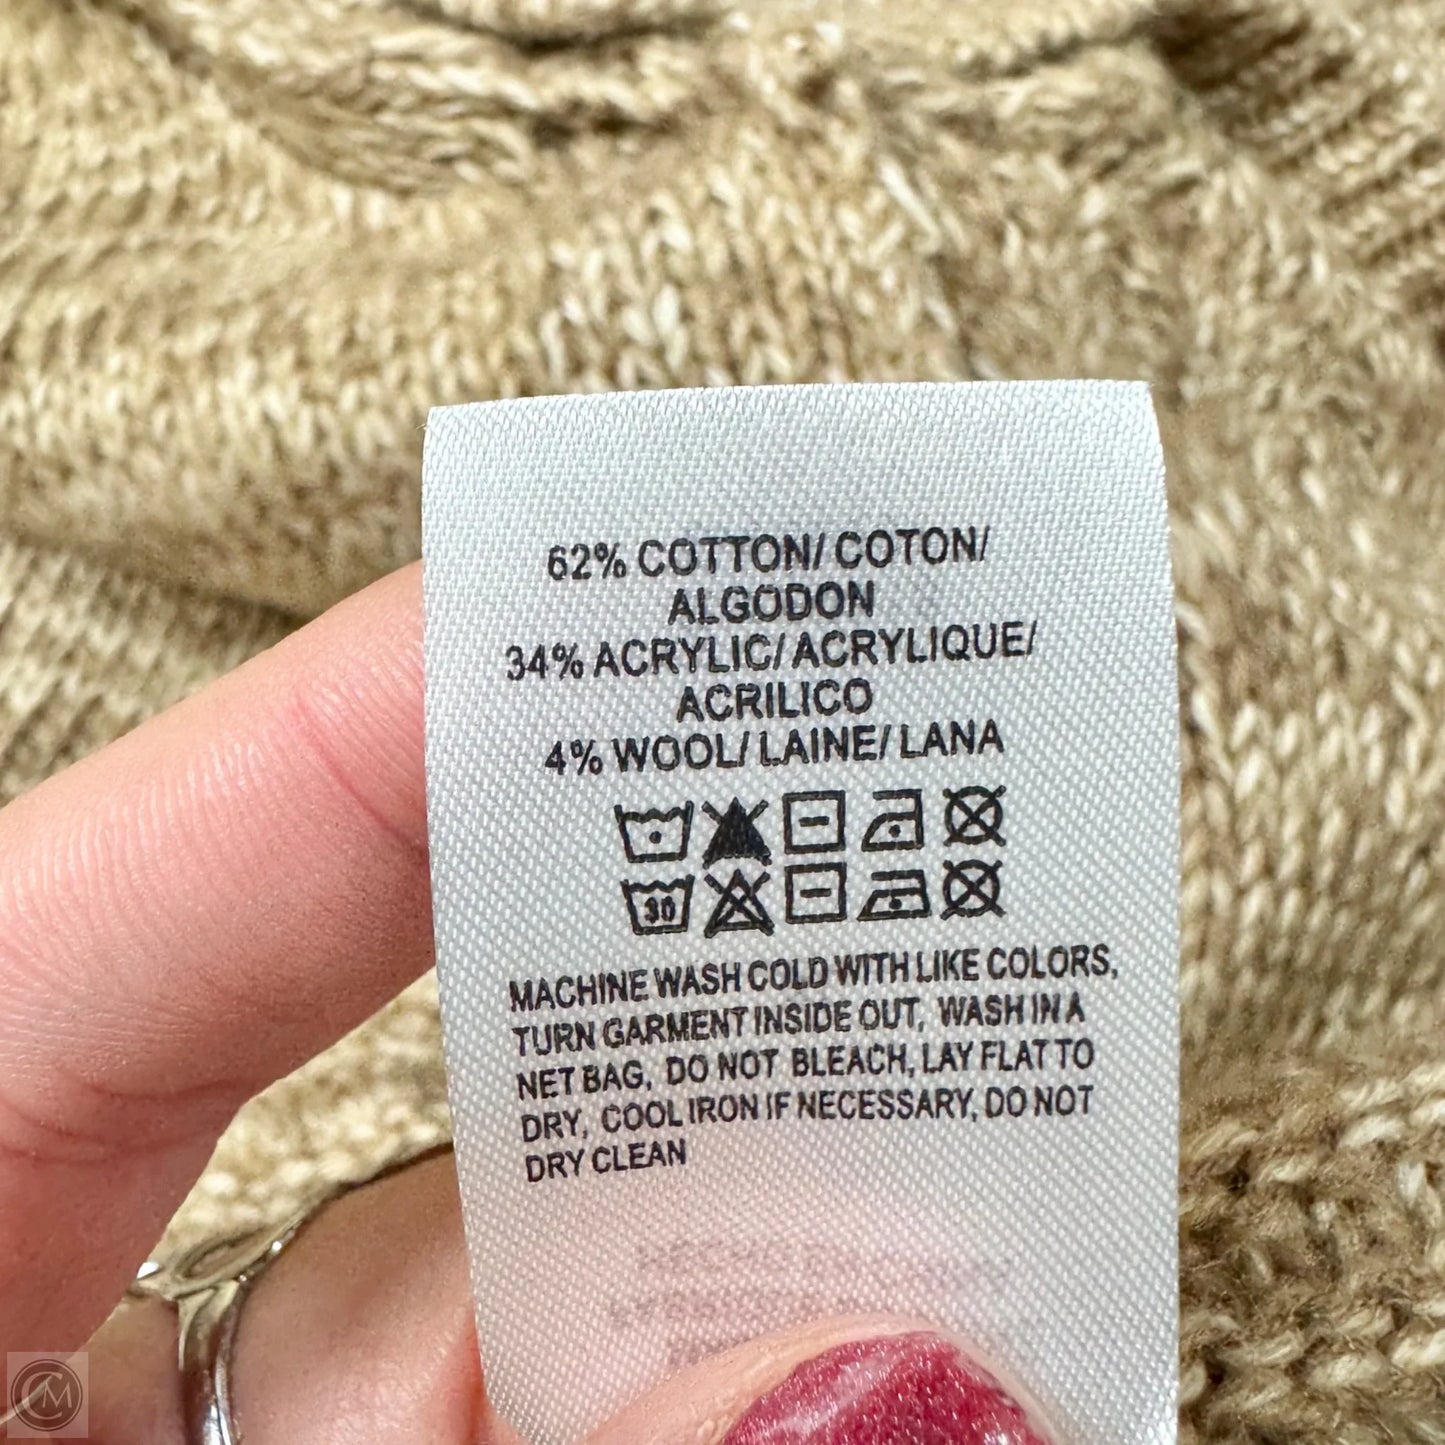 62% COTTON/ COTON/
ALGODON
34% ACRYLIC/ ACRYLIQUE/
ACRILICO
4% WOOL/ LAINE/ LANA
30
MACHINE WASH COLD WITH LIKE COLORS,
TURN GARMENT INSIDE OUT, WASH IN A
NET BAG, DO NOT BLEACH, LAY FLAT TO
DRY, COOL IRON IF NECESSARY, DO NOT
DRY CLEAN
CM